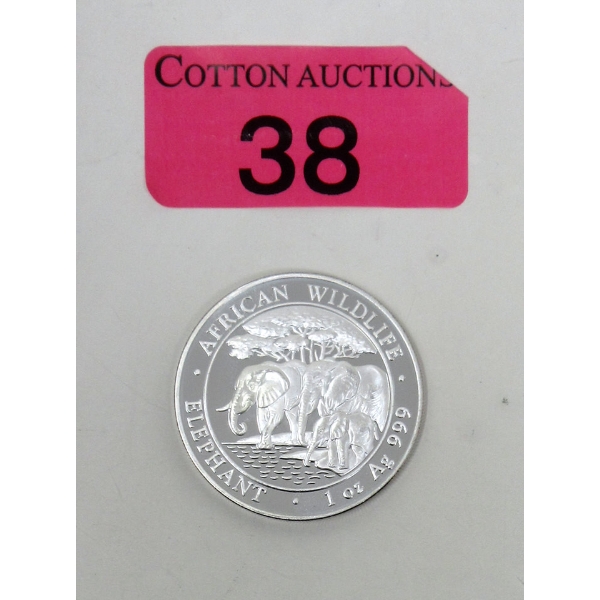 COTTON AUCTIONS
38
AFRICAN WILDLIFE
ELEPHANT · 1 oz Ag 999